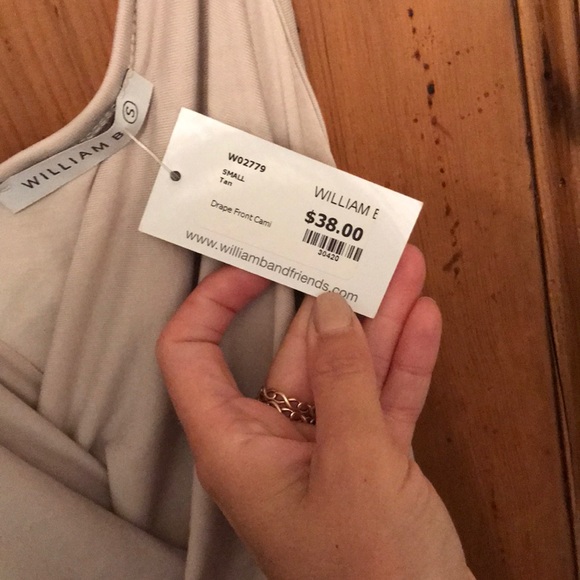 WILLIAM B
S
W02779
SMALL
Tan
WILLIAM E
Drape Front Cami
$38.00
30420
www.williambandfriends.com